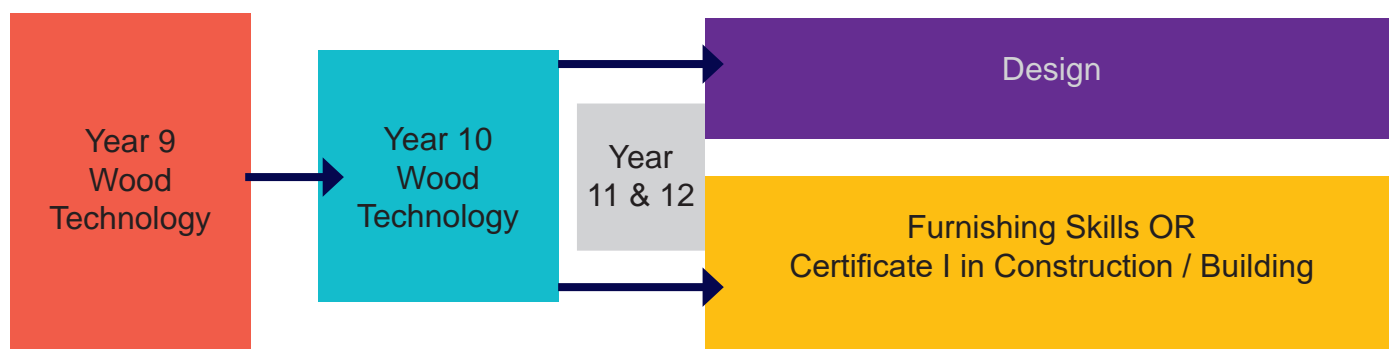 Year 9
Wood
Technology
Year 10
Wood
Technology
Year
11 & 12
Design
Furnishing Skills OR
Certificate I in Construction / Building